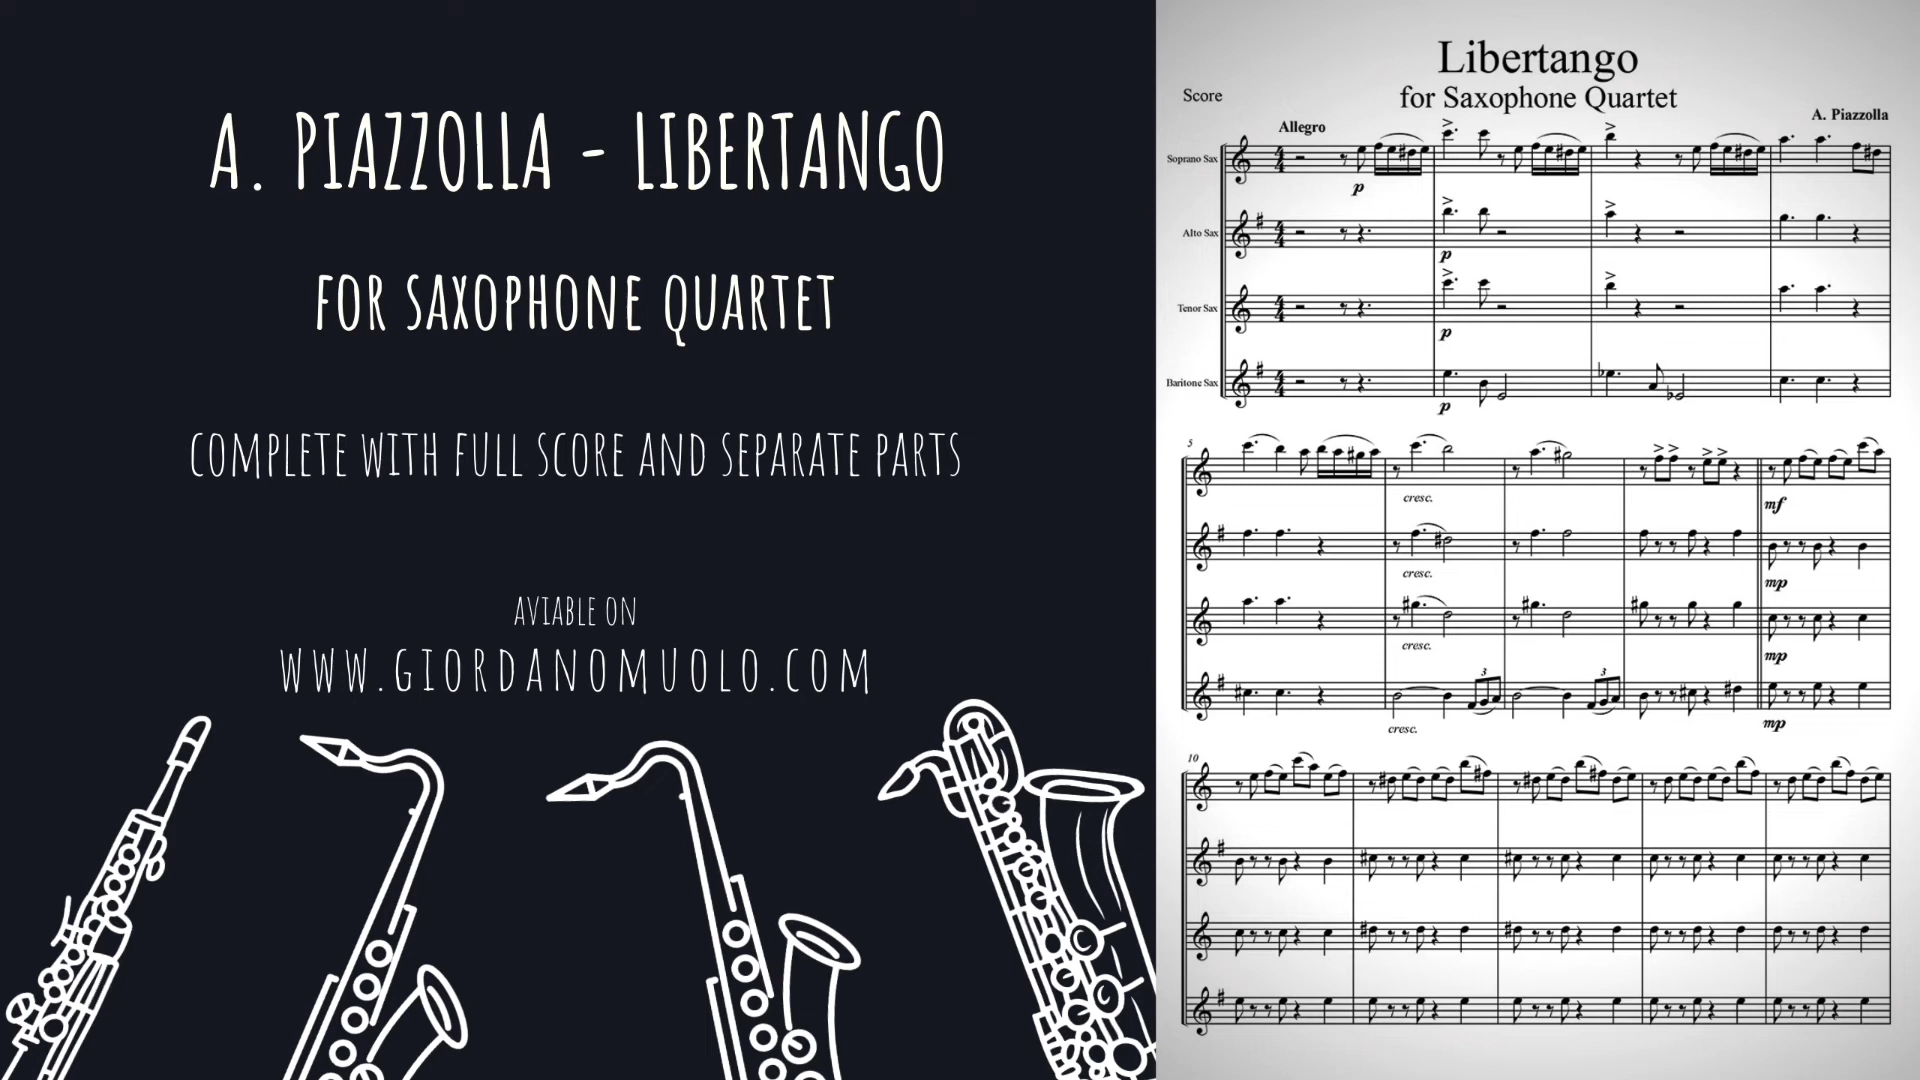 A. PIAZZOLLA - LIBERTANGO
FOR SAXOPHONE QUARTET
COMPLETE WITH FULL SCORE AND SEPARATE PARTS
AVIABLE ON
WWW.GIORDANOMUOLO.COM
Libertango
for Saxophone Quartet
Score
A. Piazzolla
Allegro
Soprano Sax
p
Alto Sax
p
Tenor Sax
p
Baritone Sax
p
5
cresc.
mf
cresc.
mp
cresc.
mp
3
3
cresc.
mp
10